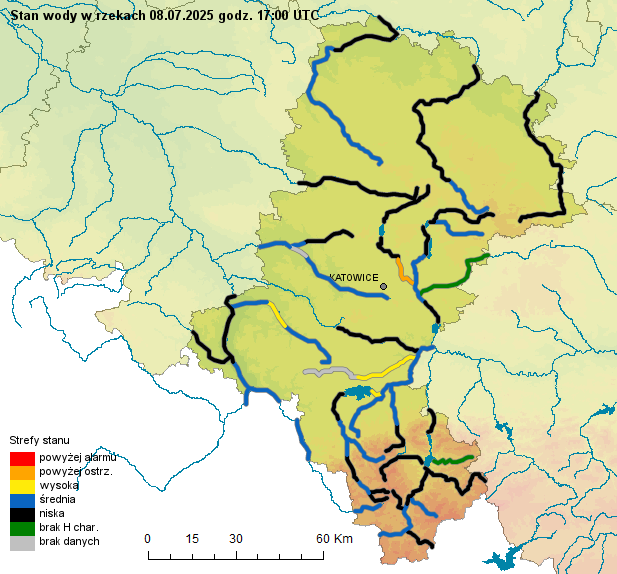 Stan wody w rzekach 08.07.2025 godz. 17:00 UTC
KATOWICE
Strefy stanu
powyżej alarmu
powyżej ostrz.
wysoka
średnia
niska
brak H char.
brak danych
0 15 30 60 Km